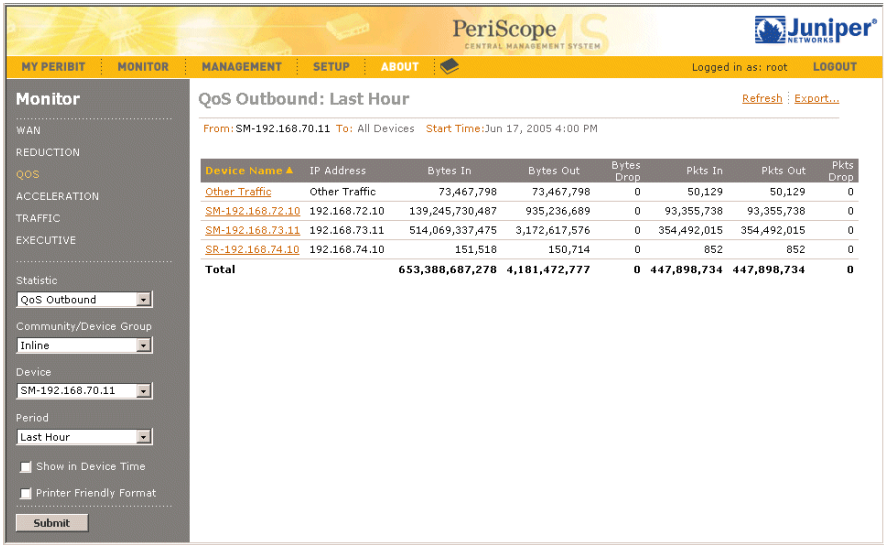 PeriScope
CENTRAL MANAGEMENT SYSTEM
Juniper®
NETWORKS
MY PERIBIT MONITOR MANAGEMENT SETUP ABOUT Logged in as: root LOGOUT
Monitor
WAN
REDUCTION
QOS
ACCELERATION
TRAFFIC
EXECUTIVE
Statistic
QoS Outbound
Community/Device Group
Inline
Device
SM-192.168.70.11
Period
Last Hour
Show in Device Time
Printer Friendly Format
Submit
QoS Outbound: Last Hour
Refresh Export...
From: SM-192.168.70.11 To: All Devices Start Time:Jun 17, 2005 4:00 PM
Device Name IP Address Bytes In Bytes Out Bytes Drop Pkts In Pkts Out Pkts Drop
Other Traffic Other Traffic 73,467,798 73,467,798 0 50,129 50,129 0
SM-192.168.72.10 192.168.72.10 139,245,730,487 935,236,689 0 93,355,738 93,355,738 0
SM-192.168.73.11 192.168.73.11 514,069,337,475 3,172,617,576 0 354,492,015 354,492,015 0
SR-192.168.74.10 192.168.74.10 151,518 150,714 0 852 852 0
Total 653,388,687,278 4,181,472,777 0 447,898,734 447,898,734 0